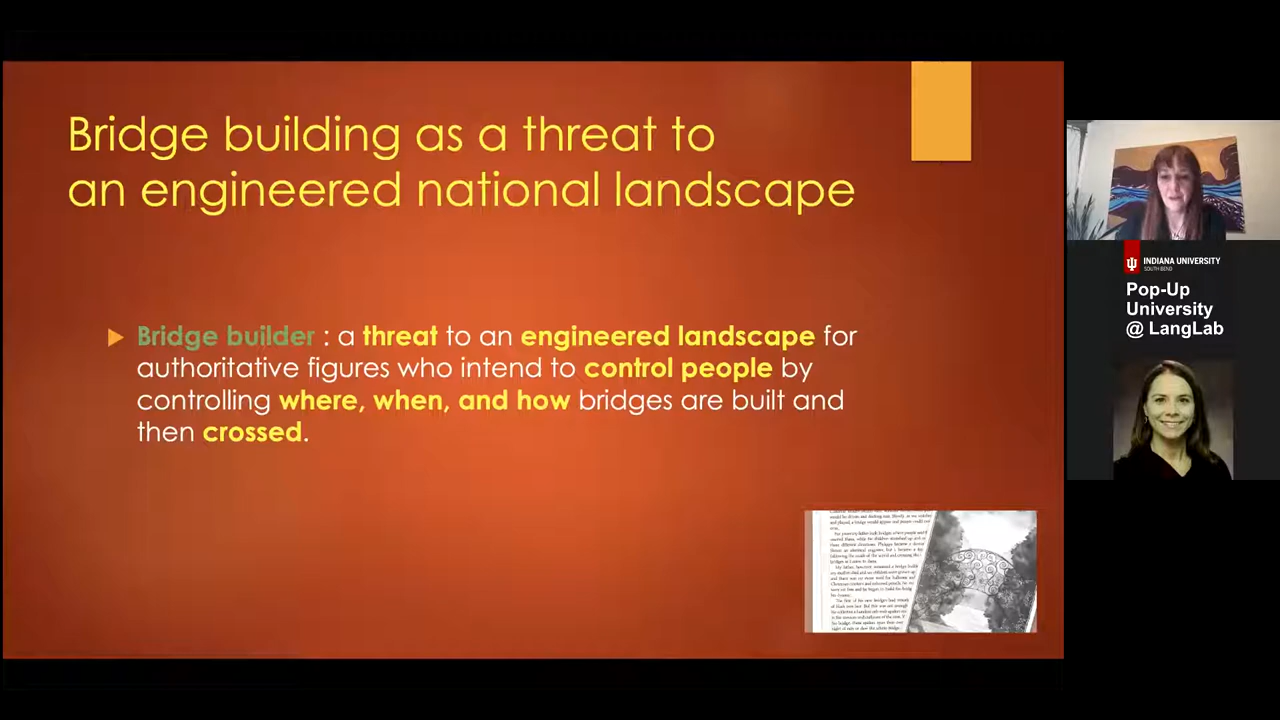 Bridge building as a threat to
an engineered national landscape
Bridge builder : a threat to an engineered landscape for
authoritative figures who intend to control people by
controlling where, when, and how bridges are built and
then crossed.
INDIANA UNIVERSITY
SOUTH BEND
Pop-Up
University
@ LangLab